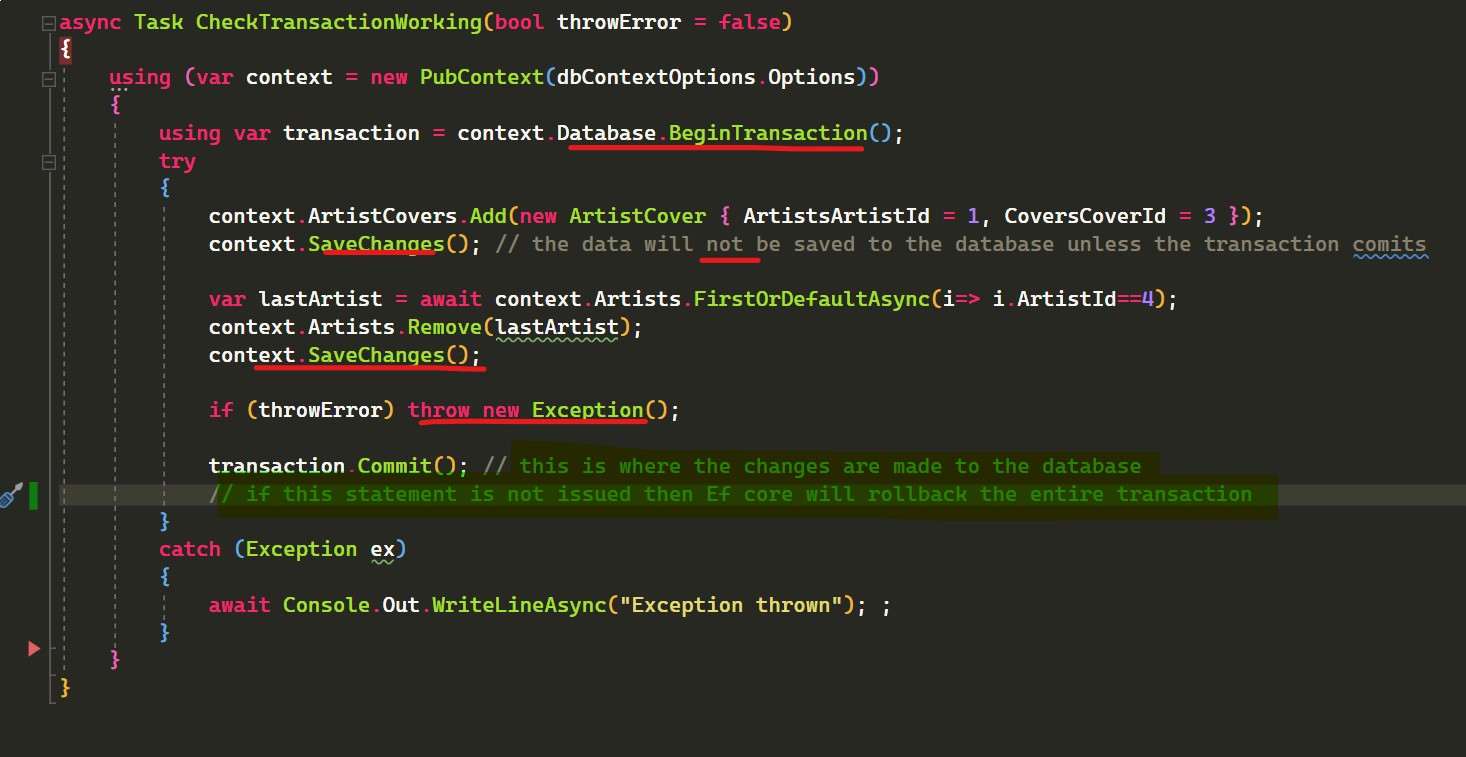 async Task CheckTransactionWorking(bool throwError = false)
{
using (var context = new PubContext(dbContextOptions.Options))
{
using var transaction = context.Database.BeginTransaction();
try
{
context.ArtistCovers.Add(new ArtistCover { ArtistsArtistId = 1, CoversCoverId = 3 });
context.SaveChanges(); // the data will not be saved to the database unless the transaction comits
var lastArtist = await context.Artists.FirstOrDefaultAsync(i=> i.ArtistId==4);
context.Artists.Remove(lastArtist);
context.SaveChanges();
if (throwError) throw new Exception();
transaction.Commit(); // this is where the changes are made to the database
// if this statement is not issued then Ef core will rollback the entire transaction
}
catch (Exception ex)
{
await Console.Out.WriteLineAsync("Exception thrown"); ;
}
}
}